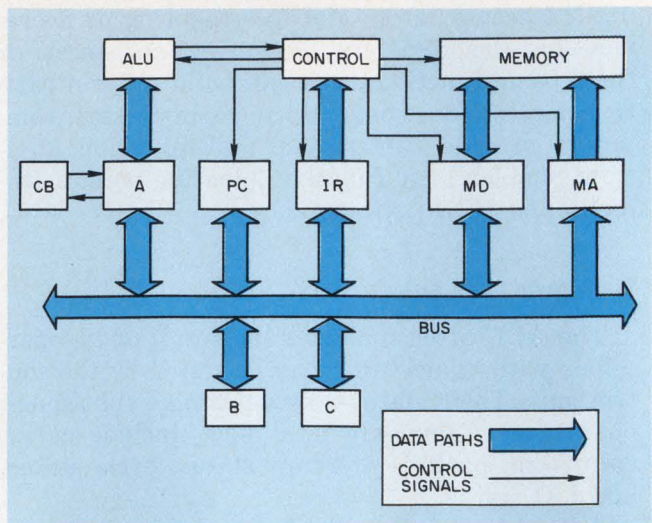 ALU
CONTROL
MEMORY
CB
A
PC
IR
MD
MA
BUS
B
C
DATA PATHS
CONTROL
SIGNALS